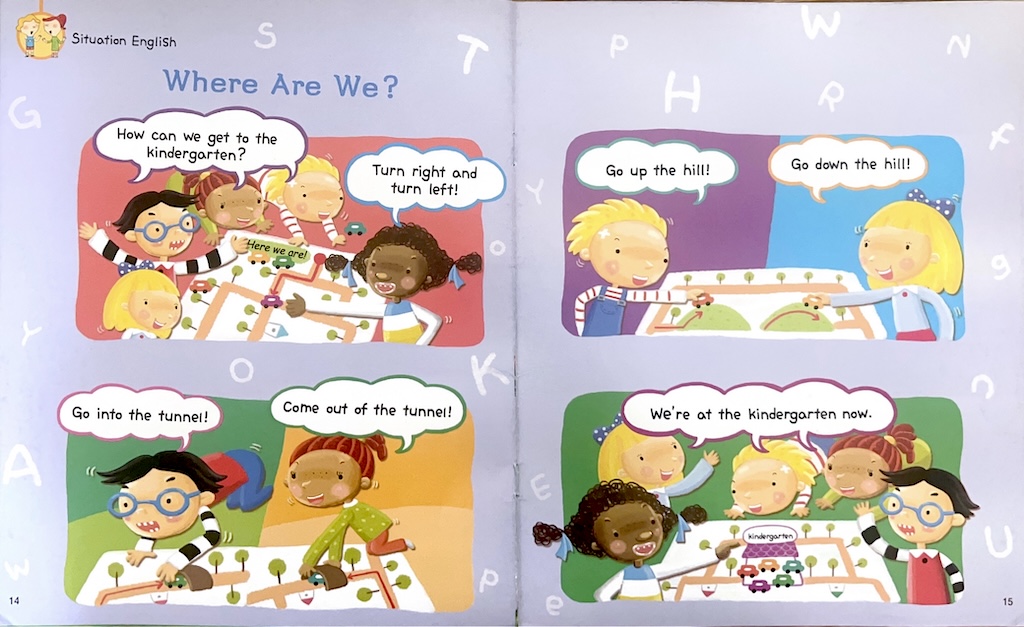 Situation English
Where Are We?
How can we get to the
kindergarten?
Turn right and
turn left!
Here we are!
Go into the tunnel!
Come out of the tunnel!
14
Go up the hill!
Go down the hill!
We're at the kindergarten now.
kindergarten
15
S
T
G
Y
O
K
A
W
P
W
N
H
R
f
Y
o
g
n
E
U
P
e